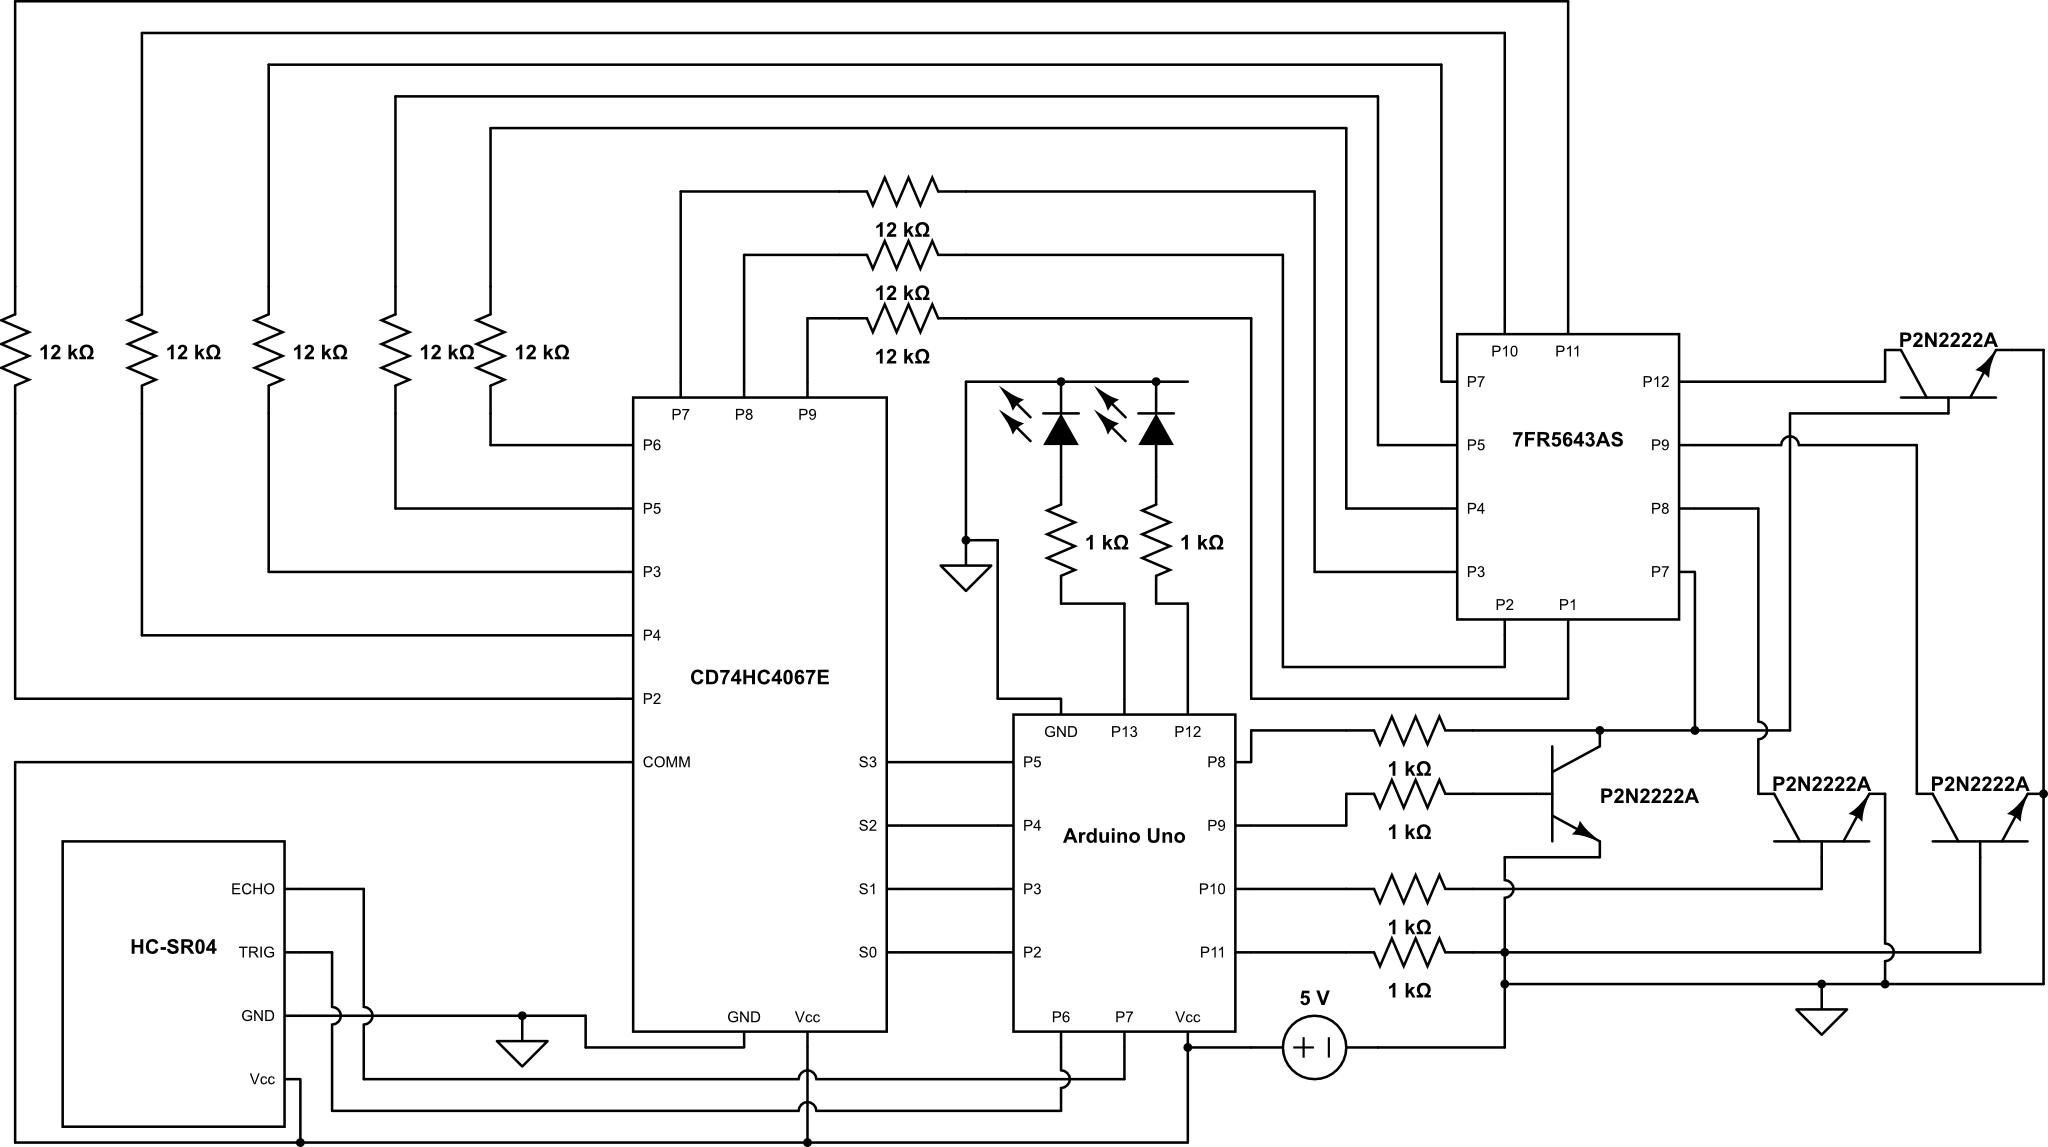 P2N2222A
P10 P11
12 kΩ
12 kΩ
12 kΩ
12 kΩ 12 kΩ 12 kΩ 12 kΩ 12 kΩ
12 kΩ
P7 P12
P7 P8 P9
7FR5643AS
P6 P5 P9
P5 P4 P8
1 kΩ 1 kΩ
P3 P3 P7
P2 P1
P4
CD74HC4067E
P2
GND P13 P12
COMM S3 P5 P8
1 kΩ
P2N2222A P2N2222A P2N2222A
S2 P4 P9
Arduino Uno
1 kΩ
ECHO S1 P3 P10
1 kΩ
HC-SR04
TRIG S0 P2 P11
1 kΩ
5 V
GND GND Vcc P6 P7 Vcc
Vcc